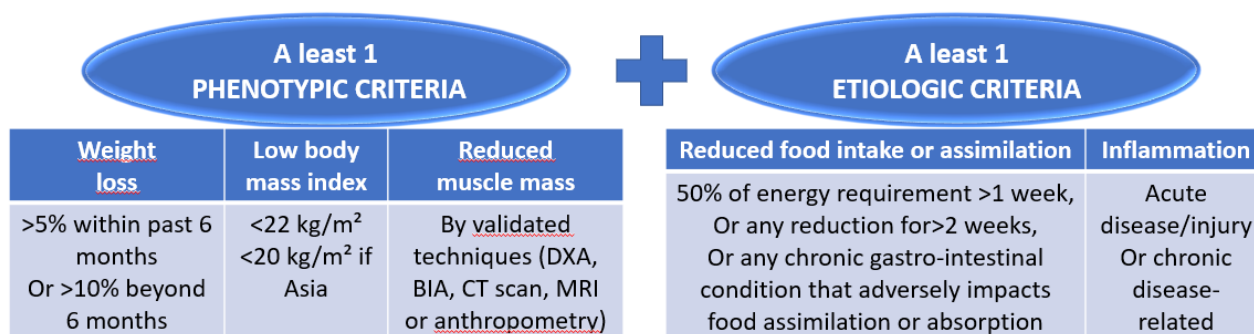 A least 1
PHENOTYPIC CRITERIA
A least 1
ETIOLOGIC CRITERIA
Weight
loss
Low body
mass index
Reduced
muscle mass
>5% within past 6
months
Or >10% beyond
6 months
<22 kg/m²
<20 kg/m² if
Asia
By validated
techniques (DXA,
BIA, CT scan, MRI
or anthropometry)
Reduced food intake or assimilation
Inflammation
50% of energy requirement >1 week,
Or any reduction for>2 weeks,
Or any chronic gastro-intestinal
condition that adversely impacts
food assimilation or absorption
Acute
disease/injury
Or chronic
disease-
related